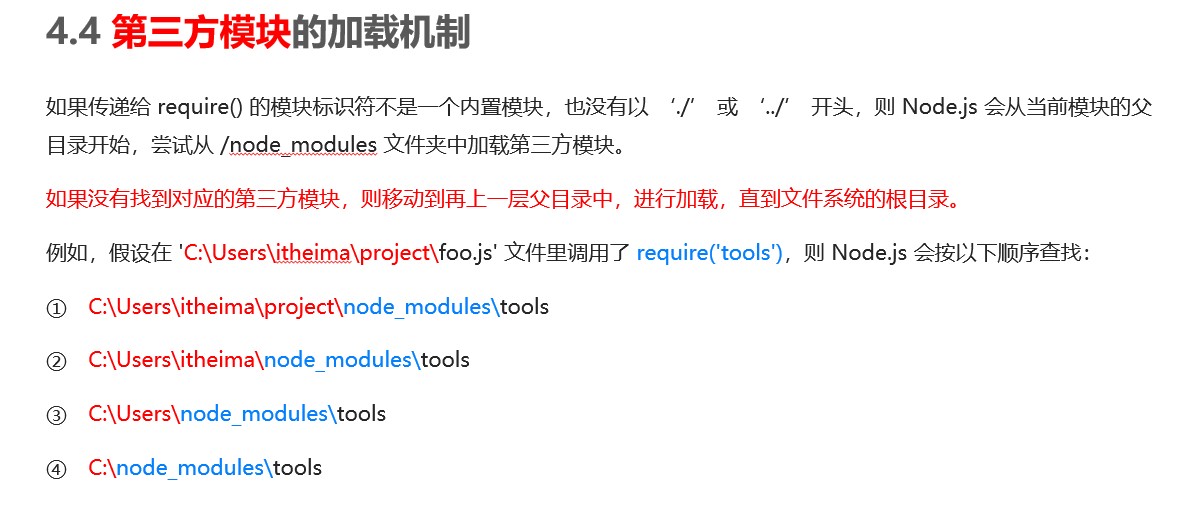 4.4 第三方模块的加载机制
如果传递给 require() 的模块标识符不是一个内置模块，也没有以 ‘./’ 或 ‘../’ 开头，则 Node.js 会从当前模块的父
目录开始，尝试从 /node_modules 文件夹中加载第三方模块。
如果没有找到对应的第三方模块，则移动到再上一层父目录中，进行加载，直到文件系统的根目录。
例如，假设在 'C:\Users\itheima\project\foo.js' 文件里调用了 require('tools')，则 Node.js 会按以下顺序查找：
① C:\Users\itheima\project\node_modules\tools
② C:\Users\itheima\node_modules\tools
③ C:\Users\node_modules\tools
④ C:\node_modules\tools